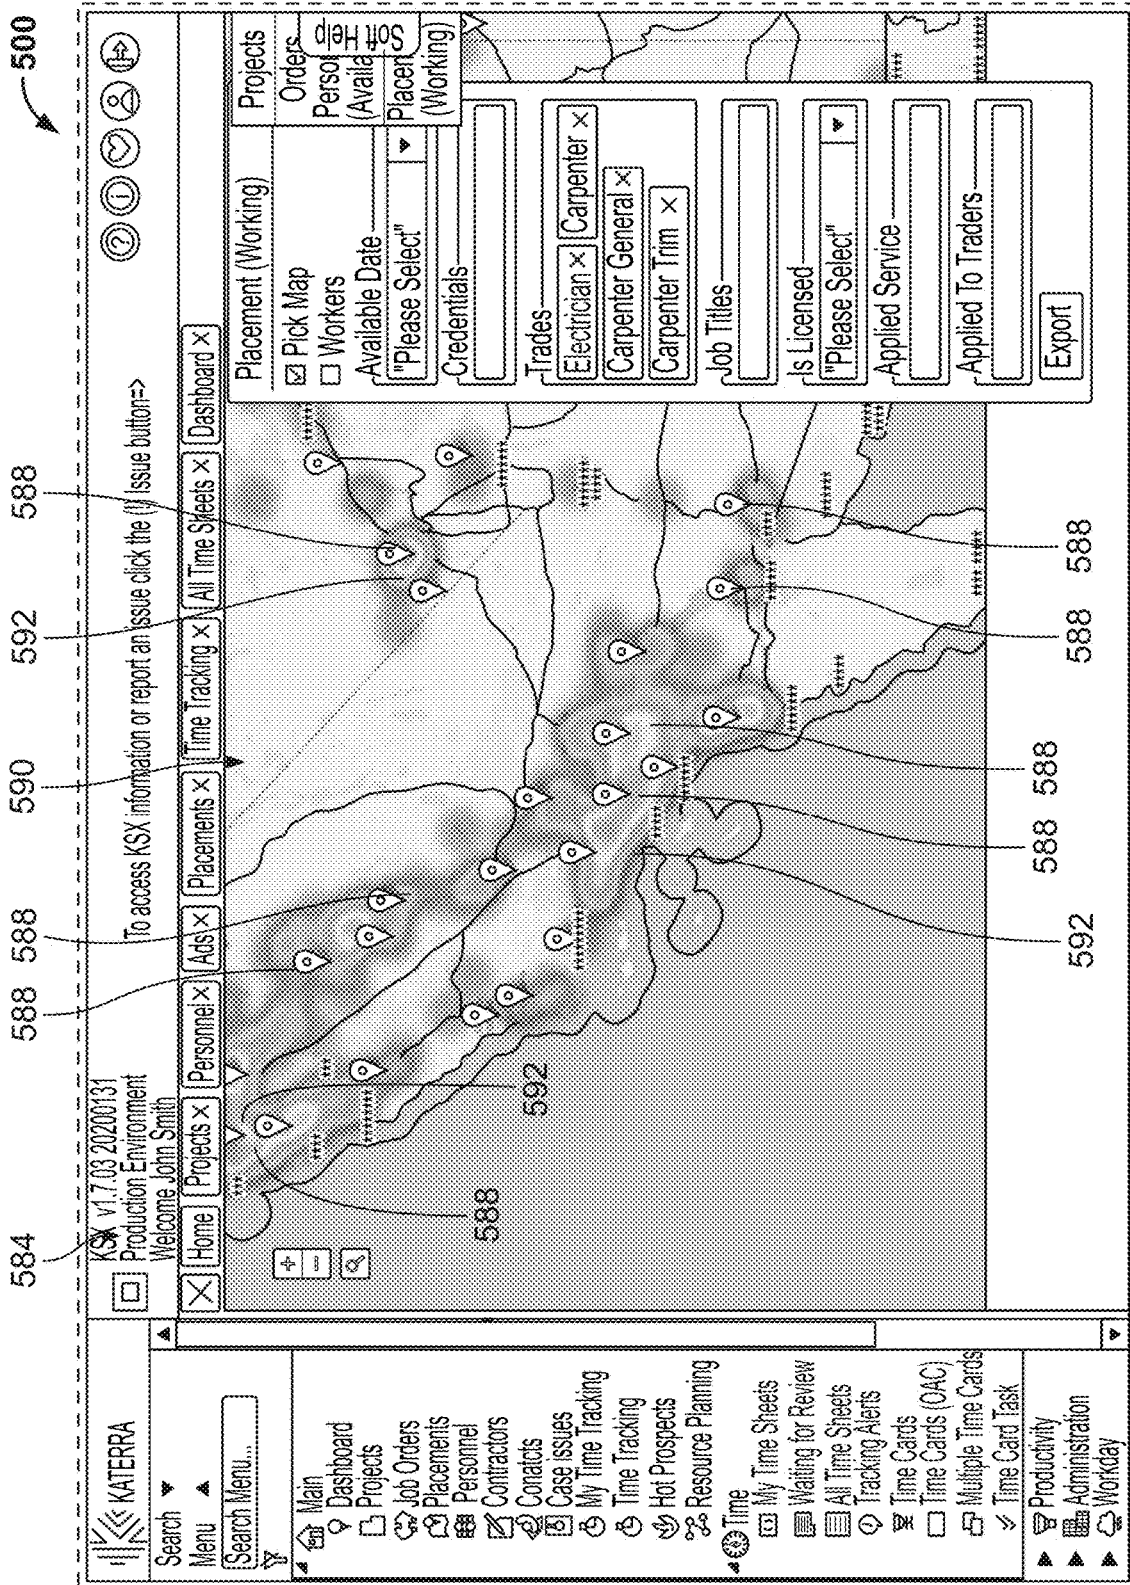 500
584
588
588
590
592
588
KATERRA
Search
Menu
Search Menu...
Main
Dashboard
Projects
Job Orders
Placements
Personnel
Contractors
Conatcts
Case Issues
My Time Tracking
Time Tracking
Hot Prospects
Resource Planning
Time
My Time Sheets
Waiting for Review
All Time Sheets
Tracking Alerts
Time Cards
Time Cards (OAC)
Multiple Time Cards
Time Card Task
Productivity
Administration
Workday
KSX v1.7.03 20200131
Production Environment
Welcome John Smith
To access KSX information or report an issue click the (!) Issue button=>
Home Projects X Personnel X Ads X Placements X Time Tracking X All Time Sheets X Dashboard X
Placement (Working)
Pick Map
Workers
Available Date
"Please Select"
Credentials
Trades
Electrician X Carpenter X
Carpenter General X
Carpenter Trim X
Job Titles
Is Licensed
"Please Select"
Applied Service
Applied To Traders
Export
Projects
Orders
Perso
(Availa
Placen
(Working)
Soft Help
588
592
592
588
588
588
588